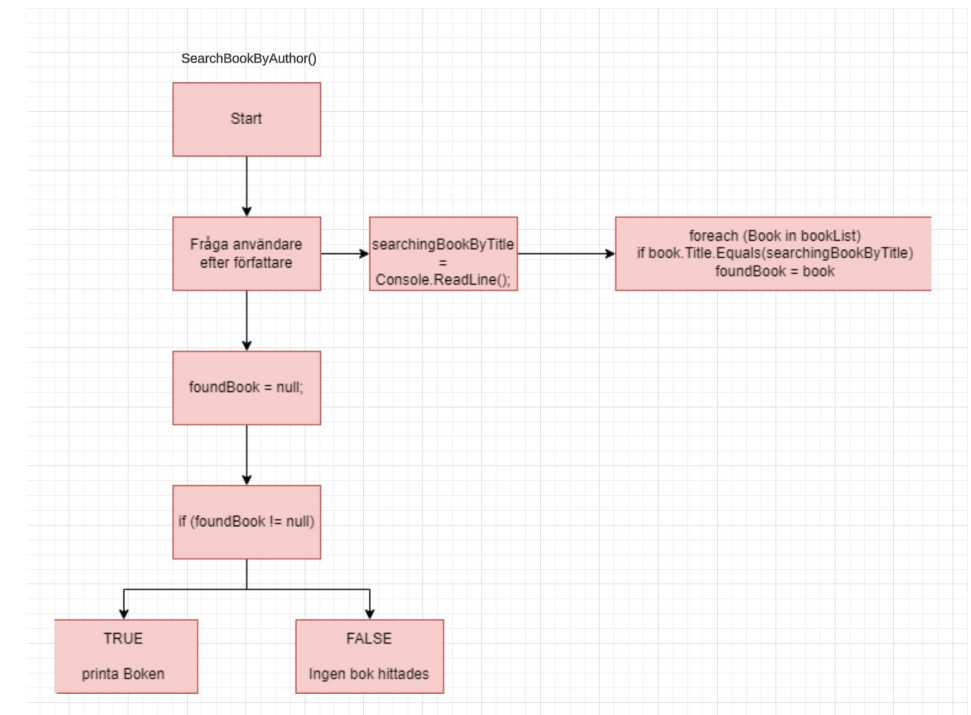 SearchBookByAuthor()
Start
Fråga användare
efter författare
searchingBookByTitle
=
Console.ReadLine();
foreach (Book in bookList)
if book.Title.Equals(searchingBookByTitle)
foundBook = book
foundBook = null;
if (foundBook != null)
TRUE
printa Boken
FALSE
Ingen bok hittades